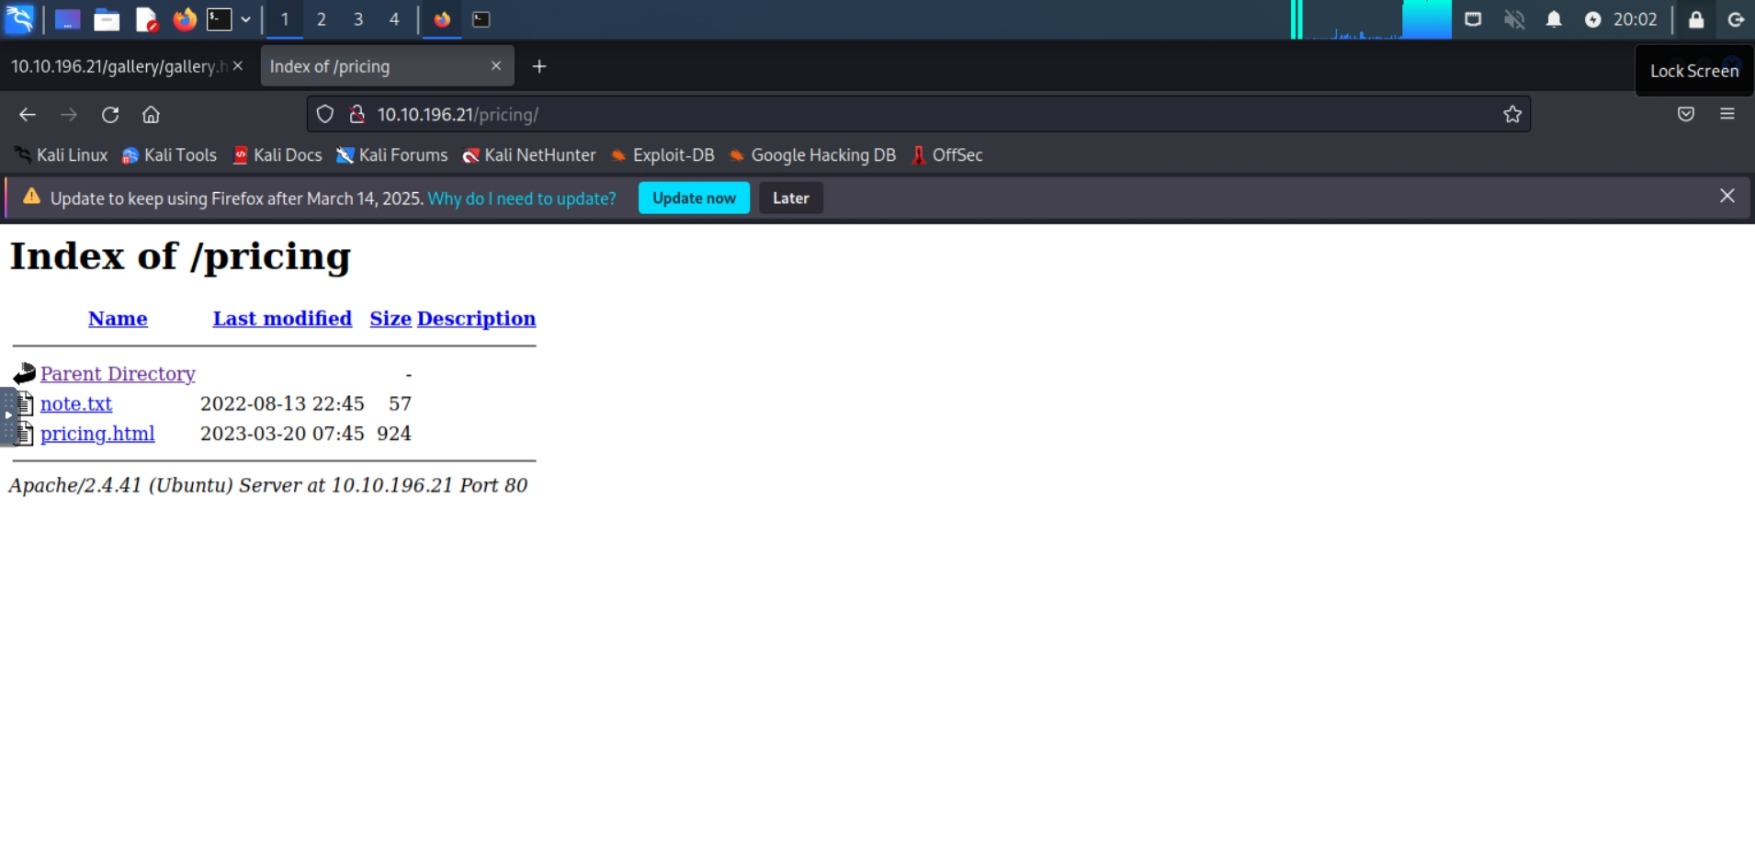 1 2 3 4 20:02
10.10.196.21/gallery/gallery.h × Index of /pricing × +
Lock Screen
10.10.196.21/pricing/
Kali Linux Kali Tools Kali Docs Kali Forums Kali NetHunter Exploit-DB Google Hacking DB OffSec
Update to keep using Firefox after March 14, 2025. Why do I need to update? Update now Later
Index of /pricing
Name Last modified Size Description
Parent Directory -
note.txt 2022-08-13 22:45 57
pricing.html 2023-03-20 07:45 924
Apache/2.4.41 (Ubuntu) Server at 10.10.196.21 Port 80